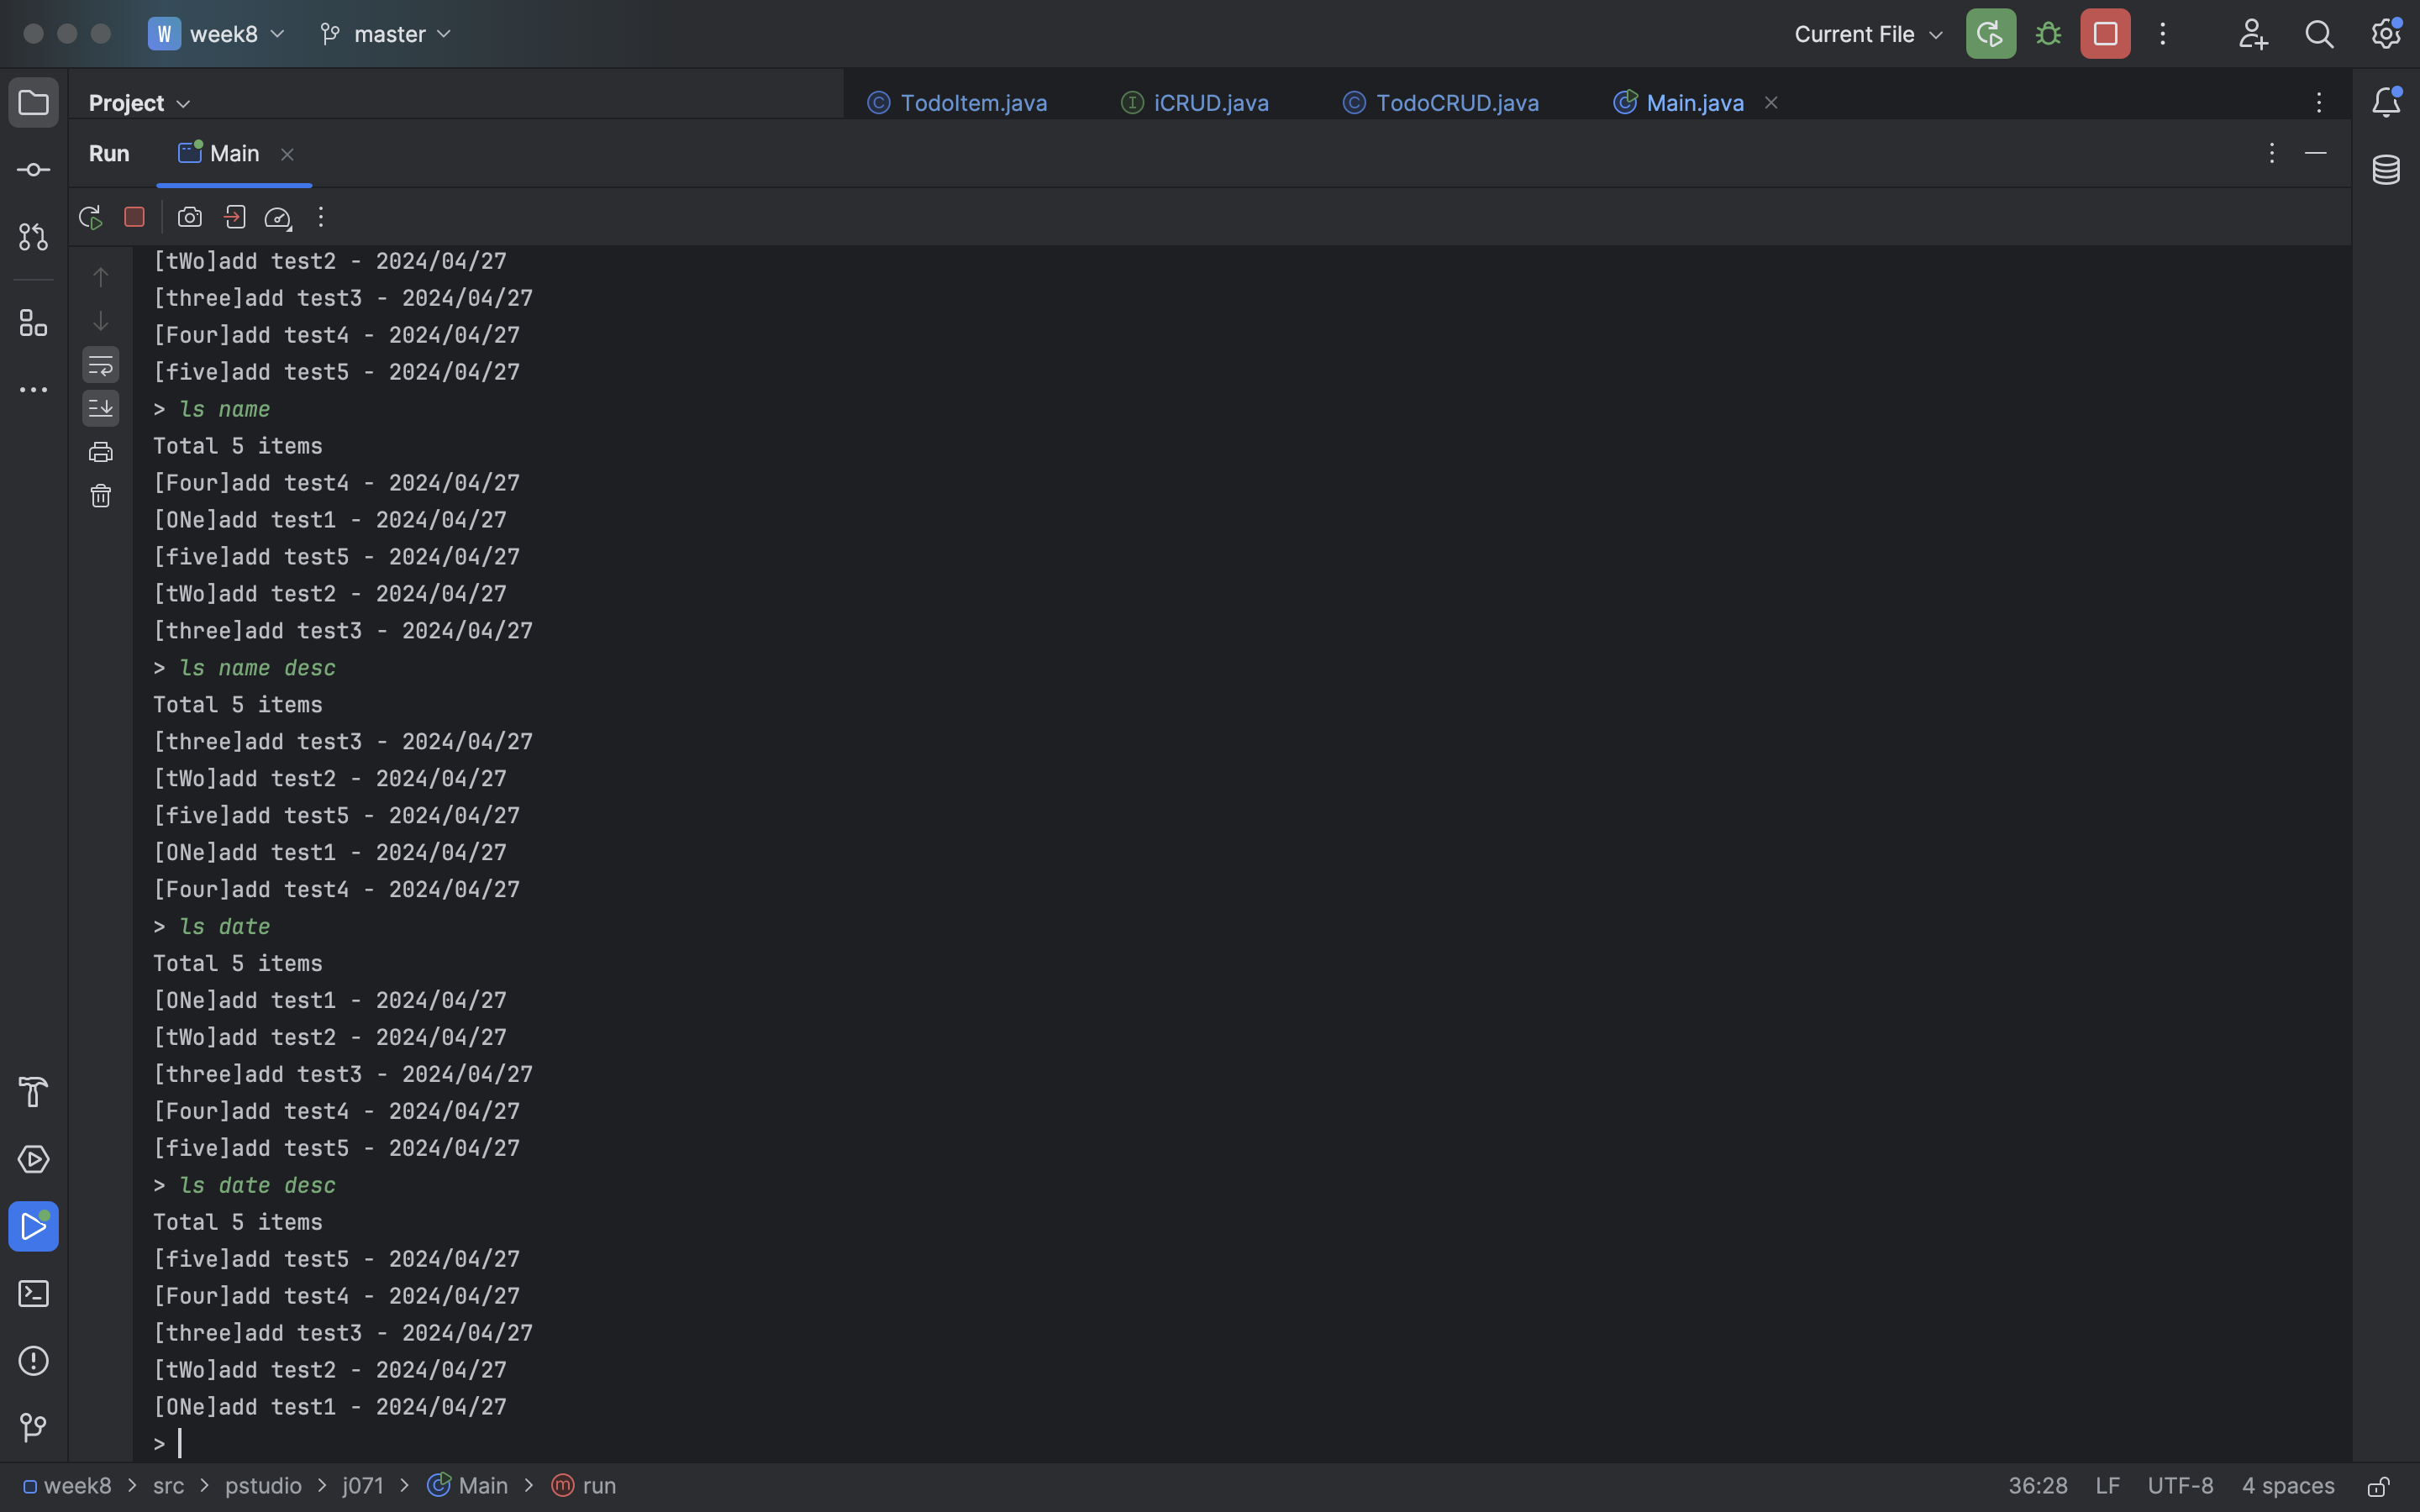 W week8 master Current File
Project TodoItem.java iCRUD.java TodoCRUD.java Main.java
Run Main
[tWo]add test2 - 2024/04/27
[three]add test3 - 2024/04/27
[Four]add test4 - 2024/04/27
[five]add test5 - 2024/04/27
> ls name
Total 5 items
[Four]add test4 - 2024/04/27
[ONe]add test1 - 2024/04/27
[five]add test5 - 2024/04/27
[tWo]add test2 - 2024/04/27
[three]add test3 - 2024/04/27
> ls name desc
Total 5 items
[three]add test3 - 2024/04/27
[tWo]add test2 - 2024/04/27
[five]add test5 - 2024/04/27
[ONe]add test1 - 2024/04/27
[Four]add test4 - 2024/04/27
> ls date
Total 5 items
[ONe]add test1 - 2024/04/27
[tWo]add test2 - 2024/04/27
[three]add test3 - 2024/04/27
[Four]add test4 - 2024/04/27
[five]add test5 - 2024/04/27
> ls date desc
Total 5 items
[five]add test5 - 2024/04/27
[Four]add test4 - 2024/04/27
[three]add test3 - 2024/04/27
[tWo]add test2 - 2024/04/27
[ONe]add test1 - 2024/04/27
>
week8 > src > pstudio > j071 > Main > run 36:28 LF UTF-8 4 spaces